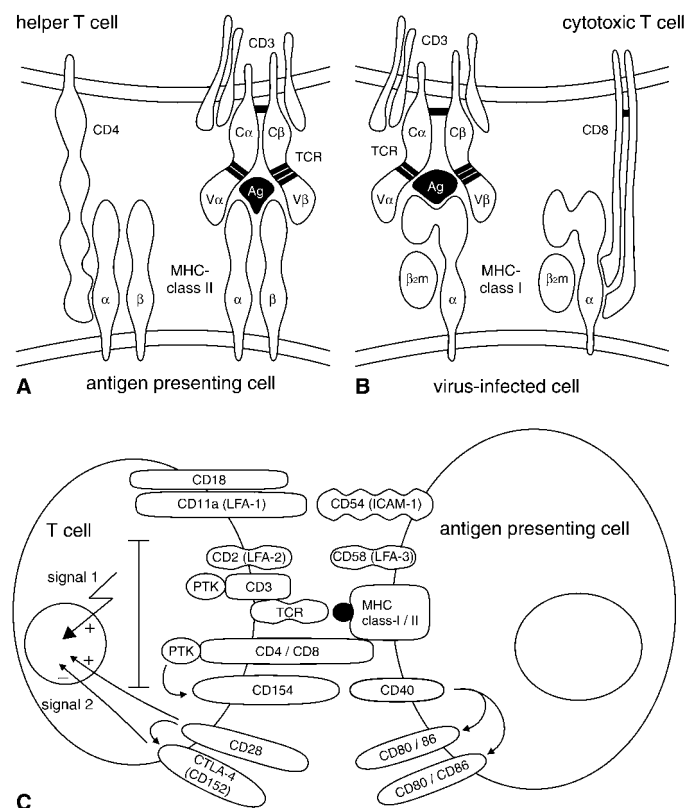 helper T cell
CD3
CD4
Cα
Cβ
TCR
Ag
Vα
Vβ
MHC-
class II
α
β
α
β
A
antigen presenting cell
CD3
cytotoxic T cell
Cα
Cβ
CD8
TCR
Ag
Vα
Vβ
β2m
MHC-
class I
β2m
α
α
B
virus-infected cell
CD18
CD11a (LFA-1)
CD54 (ICAM-1)
T cell
antigen presenting cell
CD2 (LFA-2)
CD58 (LFA-3)
signal 1
PTK
CD3
TCR
MHC
class-I / II
+
+
−
PTK
CD4 / CD8
CD154
CD40
signal 2
CD28
CD80 / 86
CTLA-4
(CD152)
CD80 / CD86
C